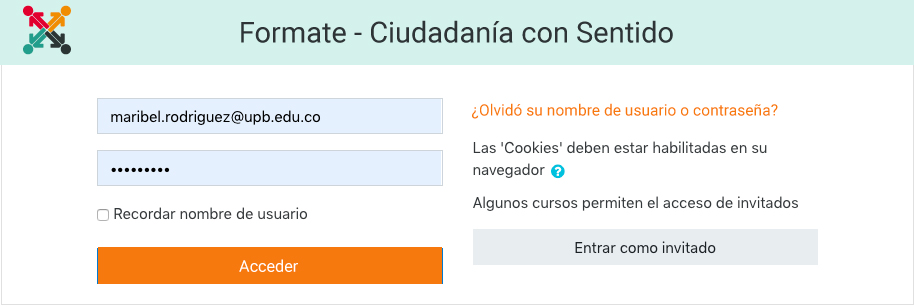 Formate - Ciudadanía con Sentido
maribel.rodriguez@upb.edu.co
•••••••••
Recordar nombre de usuario
Acceder
¿Olvidó su nombre de usuario o contraseña?
Las 'Cookies' deben estar habilitadas en su
navegador ?
Algunos cursos permiten el acceso de invitados
Entrar como invitado